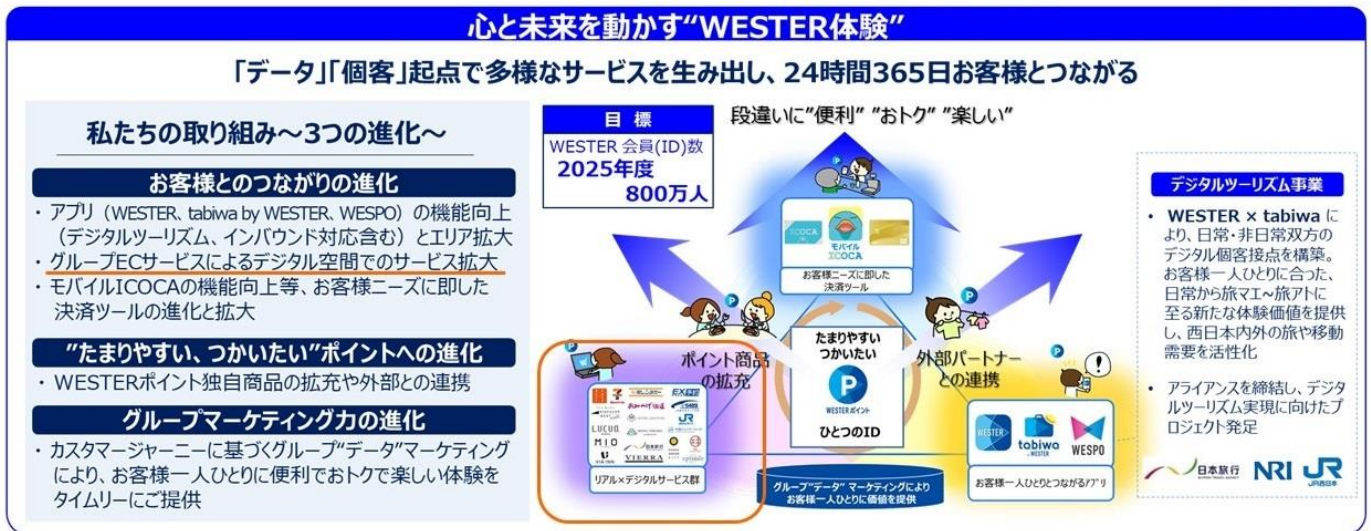 心と未来を動かす“WESTER体験”
「データ」「個客」起点で多様なサービスを生み出し、24時間365日お客様とつながる
私たちの取り組み～3つの進化～
お客様とのつながりの進化
・ アプリ（WESTER、tabiwa by WESTER、WESPO）の機能向上
（デジタルツーリズム、インバウンド対応含む）とエリア拡大
・ グループECサービスによるデジタル空間でのサービス拡大
・ モバイルICOCAの機能向上等、お客様ニーズに即した
決済ツールの進化と拡大
”たまりやすい、つかいたい”ポイントへの進化
・ WESTERポイント独自商品の拡充や外部との連携
グループマーケティング力の進化
・ カスタマージャーニーに基づくグループ“データ”マーケティング
により、お客様一人ひとりに便利でおトクで楽しい体験を
タイムリーにご提供
目 標
WESTER 会員(ID)数
2025年度
800万人
段違いに”便利” ”おトク” ”楽しい”
ICOCA
モバイル
ICOCA
お客様ニーズに即した
決済ツール
ポイント商品
の拡充
たまりやすい
つかいたい
P
WESTERポイント
ひとつのID
外部パートナー
との連携
LUCUA
MIO
VIERRA
リアル×デジタルサービス群
グループ“データ” マーケティングにより
お客様一人ひとりに価値を提供
WESTER
tabiwa
by WESTER
WESPO
お客様一人ひとりとつながるアプリ
デジタルツーリズム事業
• WESTER × tabiwa に
より、日常・非日常双方の
デジタル個客接点を構築。
お客様一人ひとりに合った、
日常から旅マエ~旅アトに
至る新たな体験価値を提供
し、西日本内外の旅や移動
需要を活性化
• アライアンスを締結し、デジタ
ルツーリズム実現に向けたプ
ロジェクト発足
日本旅行
NIPPON TRAVEL AGENCY
NRI
JR
JR西日本